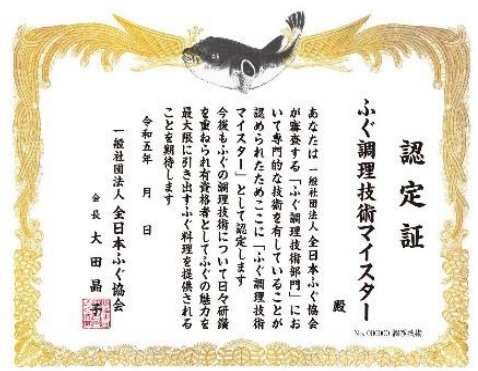 認定証
ふぐ調理技術マイスター
殿
No. 00000 調理技術
あなたは 一般社団法人 全日本ふぐ協会
が審査する「ふぐ調理技術部門」にお
いて専門的な技術を有していることが
認められたためここに「ふぐ調理技術
マイスター」として認定します
今後もふぐの調理技術について日々研鑽
を重ねられ有資格者としてふぐの魅力を
最大限に引き出すふぐ料理を提供される
ことを期待します
令和五年 月 日
一般社団法人 全日本ふぐ協会
会長 大田晶子